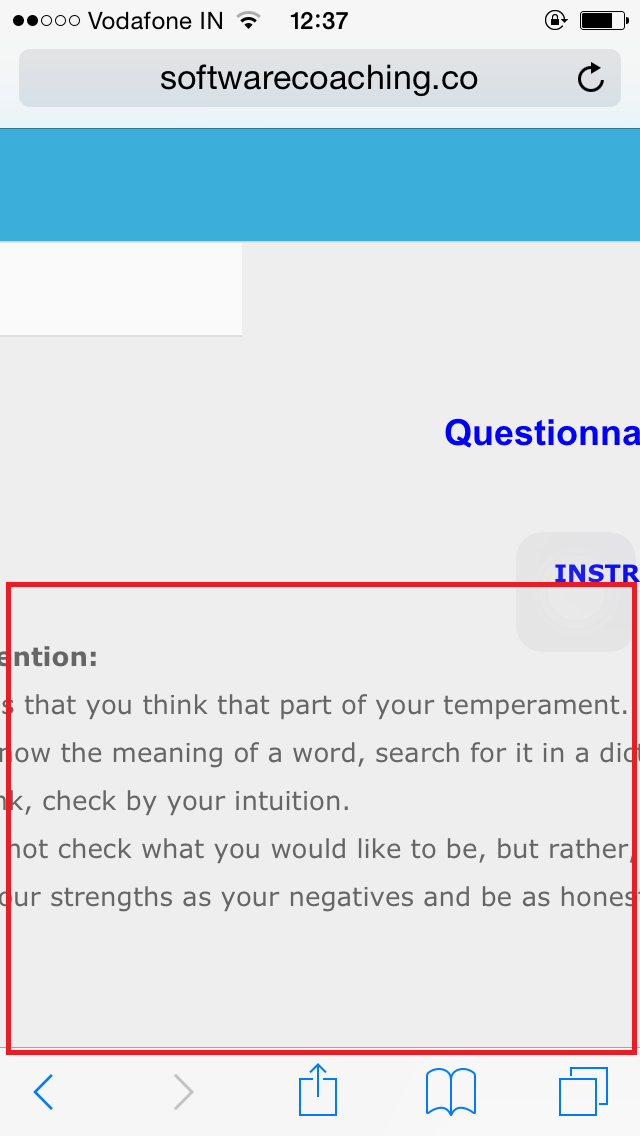 Vodafone IN 12:37
softwarecoaching.co
Questionna
INSTR
ention:
s that you think that part of your temperament.
now the meaning of a word, search for it in a dict
nk, check by your intuition.
not check what you would like to be, but rather,
our strengths as your negatives and be as honest